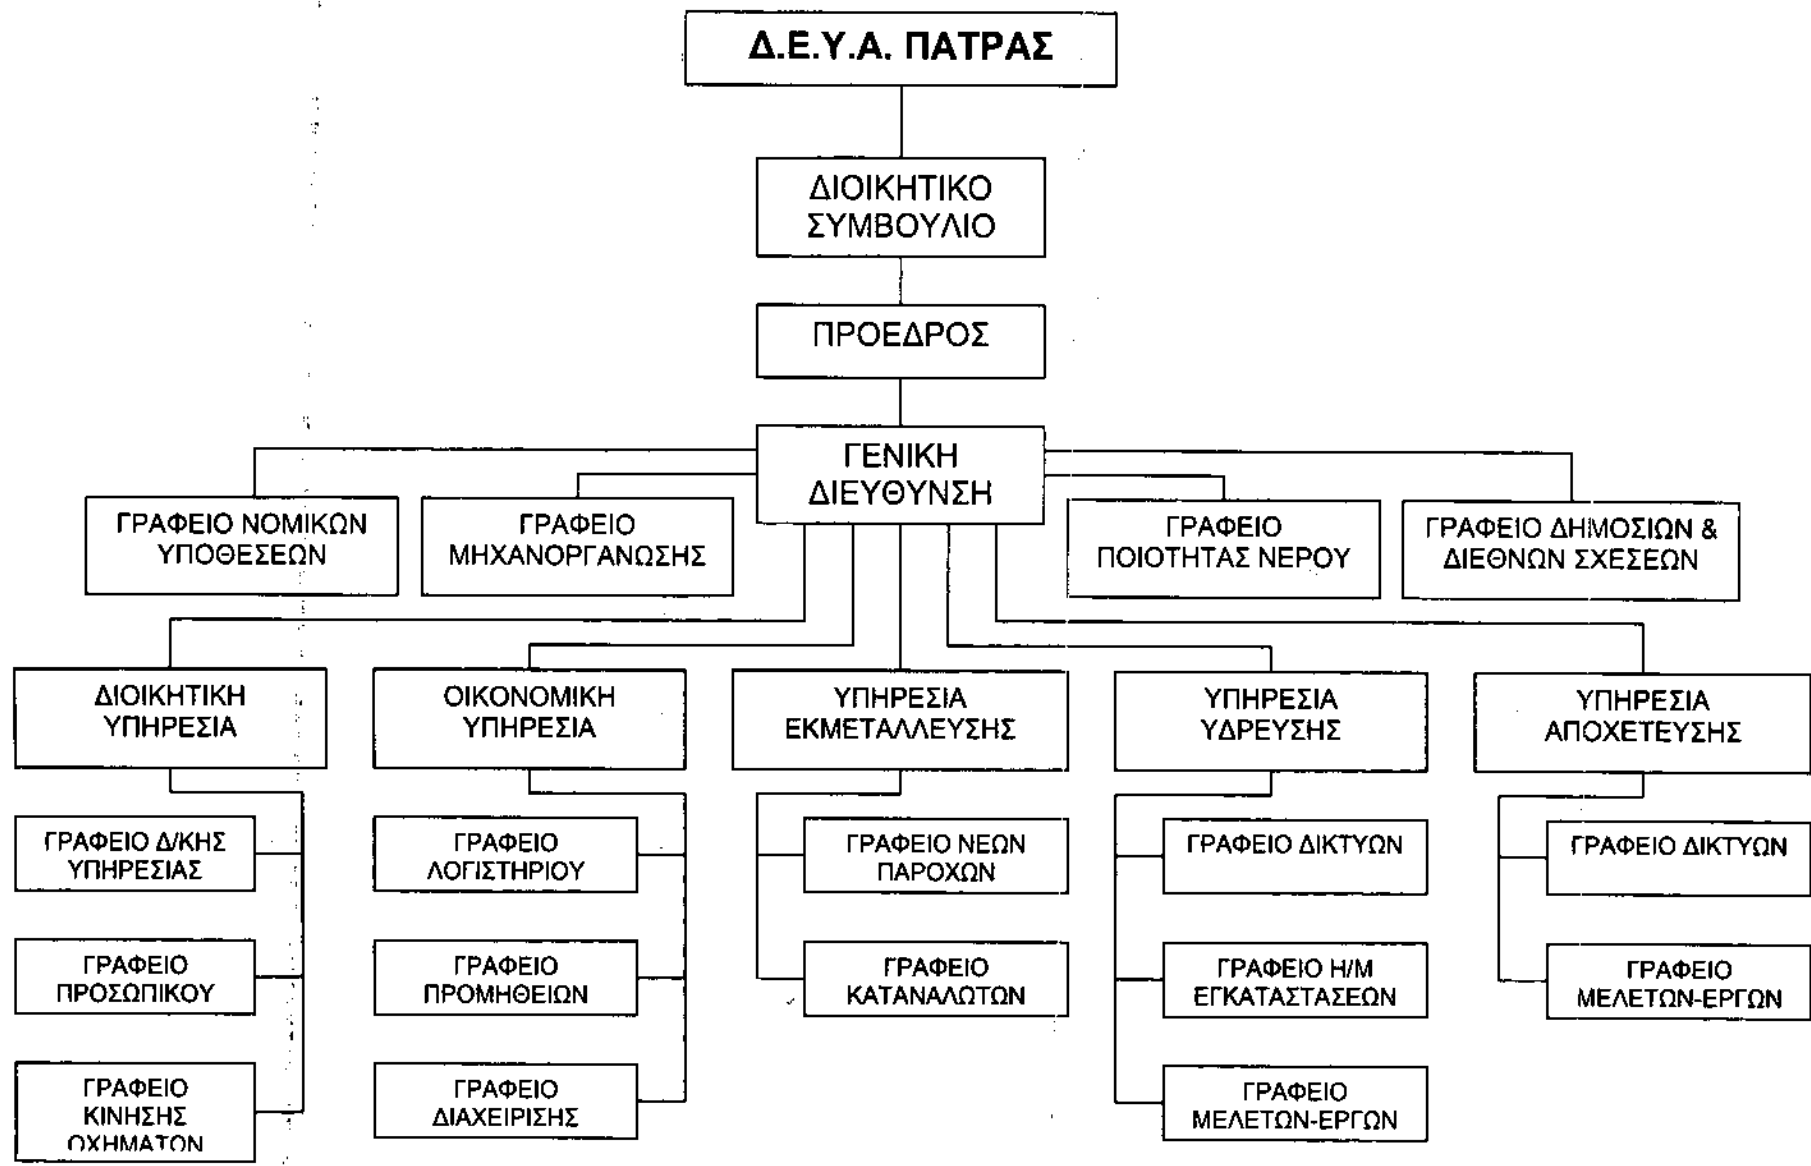 Δ.Ε.Υ.Α. ΠΑΤΡΑΣ
ΔΙΟΙΚΗΤΙΚΟ
ΣΥΜΒΟΥΛΙΟ
ΠΡΟΕΔΡΟΣ
ΓΕΝΙΚΗ
ΔΙΕΥΘΥΝΣΗ
ΓΡΑΦΕΙΟ ΝΟΜΙΚΩΝ
ΥΠΟΘΕΣΕΩΝ
ΓΡΑΦΕΙΟ
ΜΗΧΑΝΟΡΓΑΝΩΣΗΣ
ΓΡΑΦΕΙΟ
ΠΟΙΟΤΗΤΑΣ ΝΕΡΟΥ
ΓΡΑΦΕΙΟ ΔΗΜΟΣΙΩΝ &
ΔΙΕΘΝΩΝ ΣΧΕΣΕΩΝ
ΔΙΟΙΚΗΤΙΚΗ
ΥΠΗΡΕΣΙΑ
ΟΙΚΟΝΟΜΙΚΗ
ΥΠΗΡΕΣΙΑ
ΥΠΗΡΕΣΙΑ
ΕΚΜΕΤΑΛΛΕΥΣΗΣ
ΥΠΗΡΕΣΙΑ
ΥΔΡΕΥΣΗΣ
ΥΠΗΡΕΣΙΑ
ΑΠΟΧΕΤΕΥΣΗΣ
ΓΡΑΦΕΙΟ Δ/ΚΗΣ
ΥΠΗΡΕΣΙΑΣ
ΓΡΑΦΕΙΟ
ΛΟΓΙΣΤΗΡΙΟΥ
ΓΡΑΦΕΙΟ ΝΕΩΝ
ΠΑΡΟΧΩΝ
ΓΡΑΦΕΙΟ ΔΙΚΤΥΩΝ
ΓΡΑΦΕΙΟ ΔΙΚΤΥΩΝ
ΓΡΑΦΕΙΟ
ΠΡΟΣΩΠΙΚΟΥ
ΓΡΑΦΕΙΟ
ΠΡΟΜΗΘΕΙΩΝ
ΓΡΑΦΕΙΟ
ΚΑΤΑΝΑΛΩΤΩΝ
ΓΡΑΦΕΙΟ Η/Μ
ΕΓΚΑΤΑΣΤΑΣΕΩΝ
ΓΡΑΦΕΙΟ
ΜΕΛΕΤΩΝ-ΕΡΓΩΝ
ΓΡΑΦΕΙΟ
ΚΙΝΗΣΗΣ
ΟΧΗΜΑΤΩΝ
ΓΡΑΦΕΙΟ
ΔΙΑΧΕΙΡΙΣΗΣ
ΓΡΑΦΕΙΟ
ΜΕΛΕΤΩΝ-ΕΡΓΩΝ